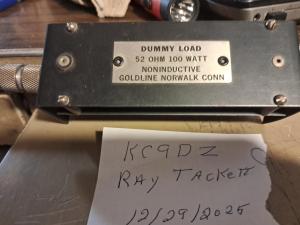 DUMMY LOAD
52 OHM 100 WATT
NONINDUCTIVE
GOLDLINE NORWALK CONN
KC9DZ
RAY TACKETT
12/29/2025